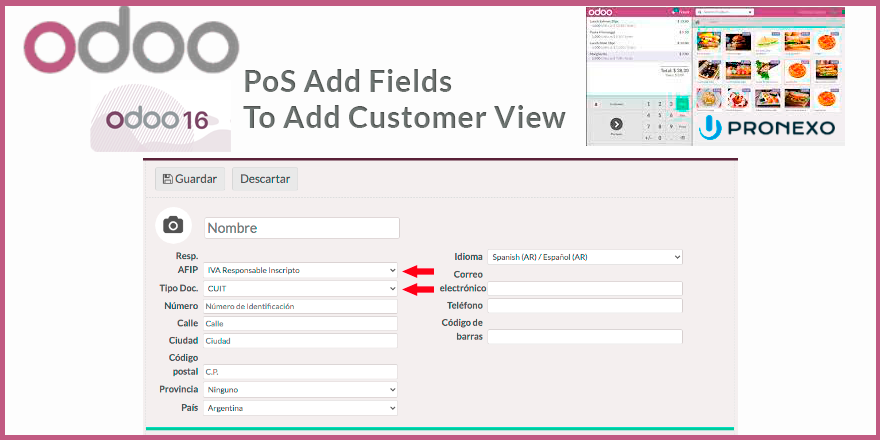 odoo
odoo 16
PoS Add Fields
To Add Customer View
odoo
PRONEXO
Guardar
Descartar
Nombre
Resp.
AFIP
IVA Responsable Inscripto
Tipo Doc.
CUIT
Número
Número de Identificación
Calle
Calle
Ciudad
Ciudad
Código
postal
C.P.
Provincia
Ninguno
País
Argentina
Idioma
Spanish (AR) / Español (AR)
Correo
electrónico
Teléfono
Código de
barras